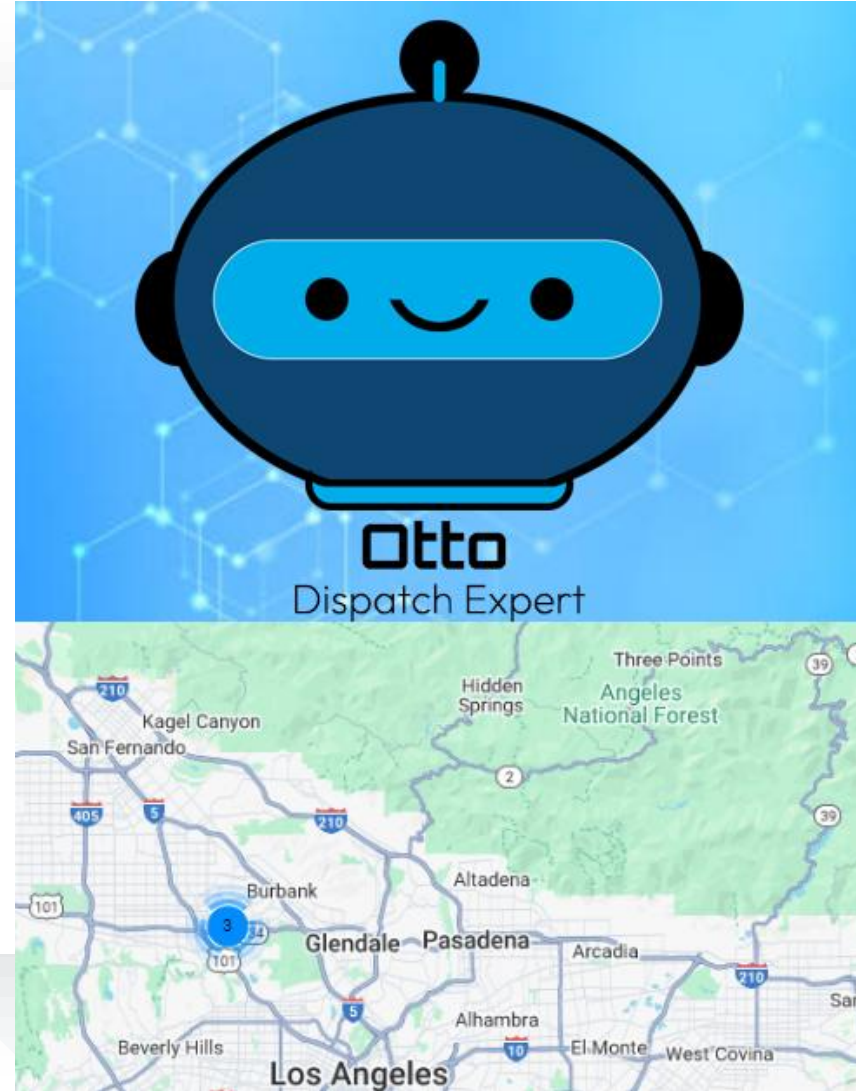 Otto
Dispatch Expert
Three Points
39
Hidden
Springs
Angeles
National Forest
210
Kagel Canyon
San Fernando
2
405
5
210
39
Altadena
Burbank
101
3
Glendale
Pasadena
Arcadia
101
210
5
Alhambra
Beverly Hills
10
El Monte
West Covina
Los Angeles